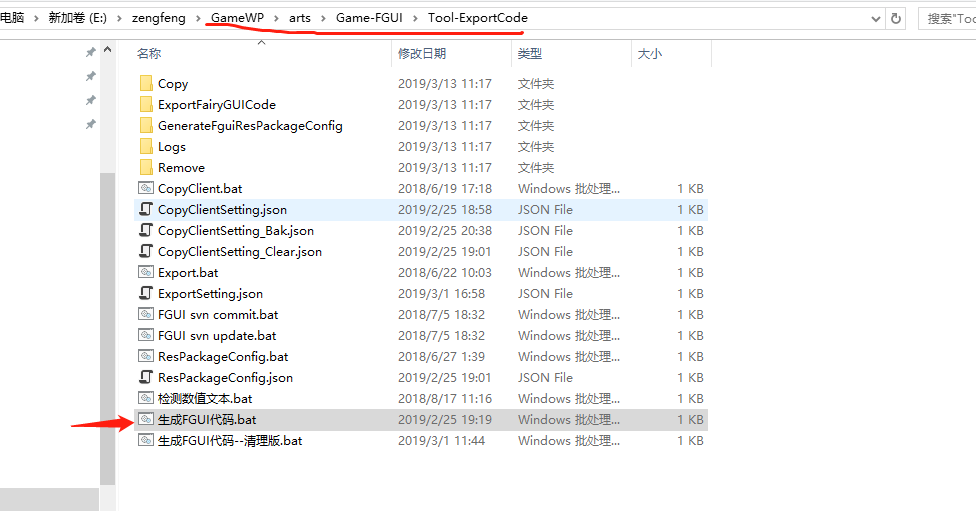 电脑 > 新加卷 (E:) > zengfeng > GameWP > arts > Game-FGUI > Tool-ExportCode 搜索"Too
名称 修改日期 类型 大小
Copy 2019/3/13 11:17 文件夹
ExportFairyGUICode 2019/3/13 11:17 文件夹
GenerateFguiResPackageConfig 2019/3/13 11:17 文件夹
Logs 2019/3/13 11:17 文件夹
Remove 2019/3/13 11:17 文件夹
CopyClient.bat 2018/6/19 17:18 Windows 批处理... 1 KB
CopyClientSetting.json 2019/2/25 18:58 JSON File 1 KB
CopyClientSetting_Bak.json 2019/2/25 20:38 JSON File 1 KB
CopyClientSetting_Clear.json 2019/2/25 19:01 JSON File 1 KB
Export.bat 2018/6/22 10:03 Windows 批处理... 1 KB
ExportSetting.json 2019/3/1 16:58 JSON File 1 KB
FGUI svn commit.bat 2018/7/5 18:32 Windows 批处理... 1 KB
FGUI svn update.bat 2018/7/5 18:32 Windows 批处理... 1 KB
ResPackageConfig.bat 2018/6/27 1:39 Windows 批处理... 1 KB
ResPackageConfig.json 2019/2/25 19:01 JSON File 1 KB
检测数值文本.bat 2018/8/17 11:16 Windows 批处理... 1 KB
生成FGUI代码.bat 2019/2/25 19:19 Windows 批处理... 1 KB
生成FGUI代码--清理版.bat 2019/3/1 11:44 Windows 批处理... 1 KB